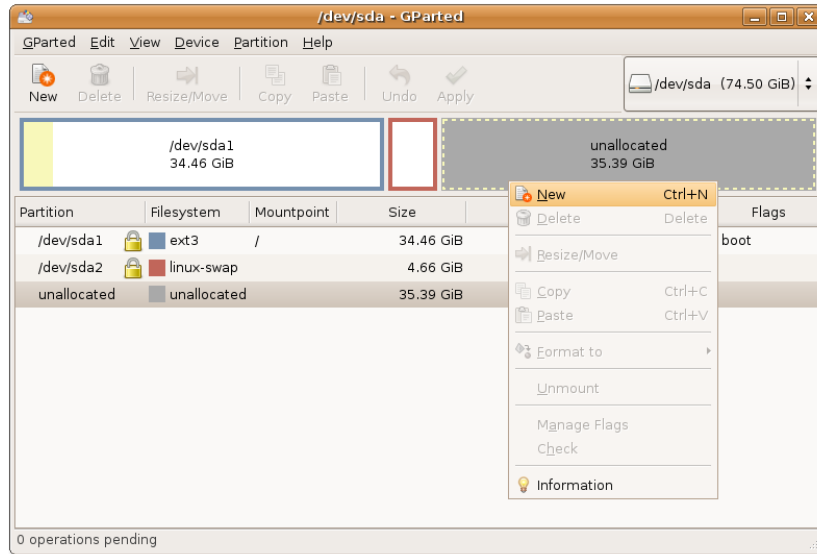 /dev/sda - GParted
GParted Edit View Device Partition Help
New Delete Resize/Move Copy Paste Undo Apply /dev/sda (74.50 GiB)
/dev/sda1
34.46 GiB
unallocated
35.39 GiB
Partition Filesystem Mountpoint Size Flags
/dev/sda1 ext3 / 34.46 GiB boot
/dev/sda2 linux-swap 4.66 GiB
unallocated unallocated 35.39 GiB
New Ctrl+N
Delete Delete
Resize/Move
Copy Ctrl+C
Paste Ctrl+V
Format to
Unmount
Manage Flags
Check
Information
0 operations pending